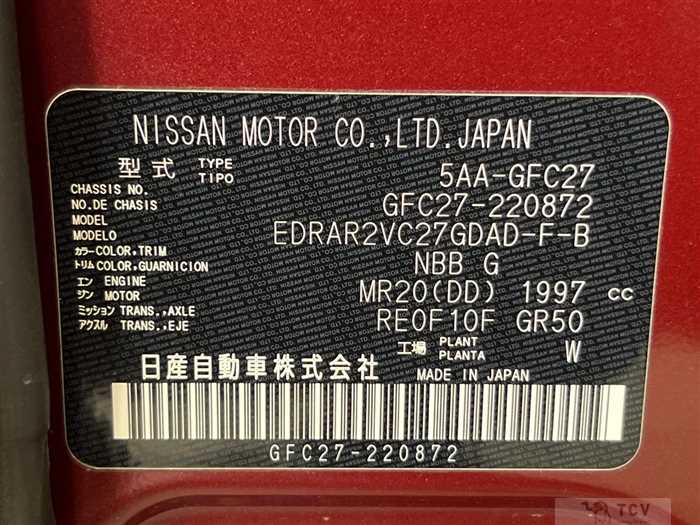 NISSAN MOTOR CO.,LTD.JAPAN
型式 TYPE TIPO 5AA-GFC27
CHASSIS NO.
NO.DE CHASIS GFC27-220872
MODEL
MODELO EDRAR2VC27GDAD-F-B
カラー COLOR,TRIM
トリム COLOR,GUARNICION NBB G
エン ENGINE
ジン MOTOR MR20(DD) 1997 CC
ミッション TRANS.,AXLE
アクスル TRANS.,EJE RE0F10F GR50
工場 PLANT PLANTA W
日産自動車株式会社 MADE IN JAPAN
GFC27-220872
TCV